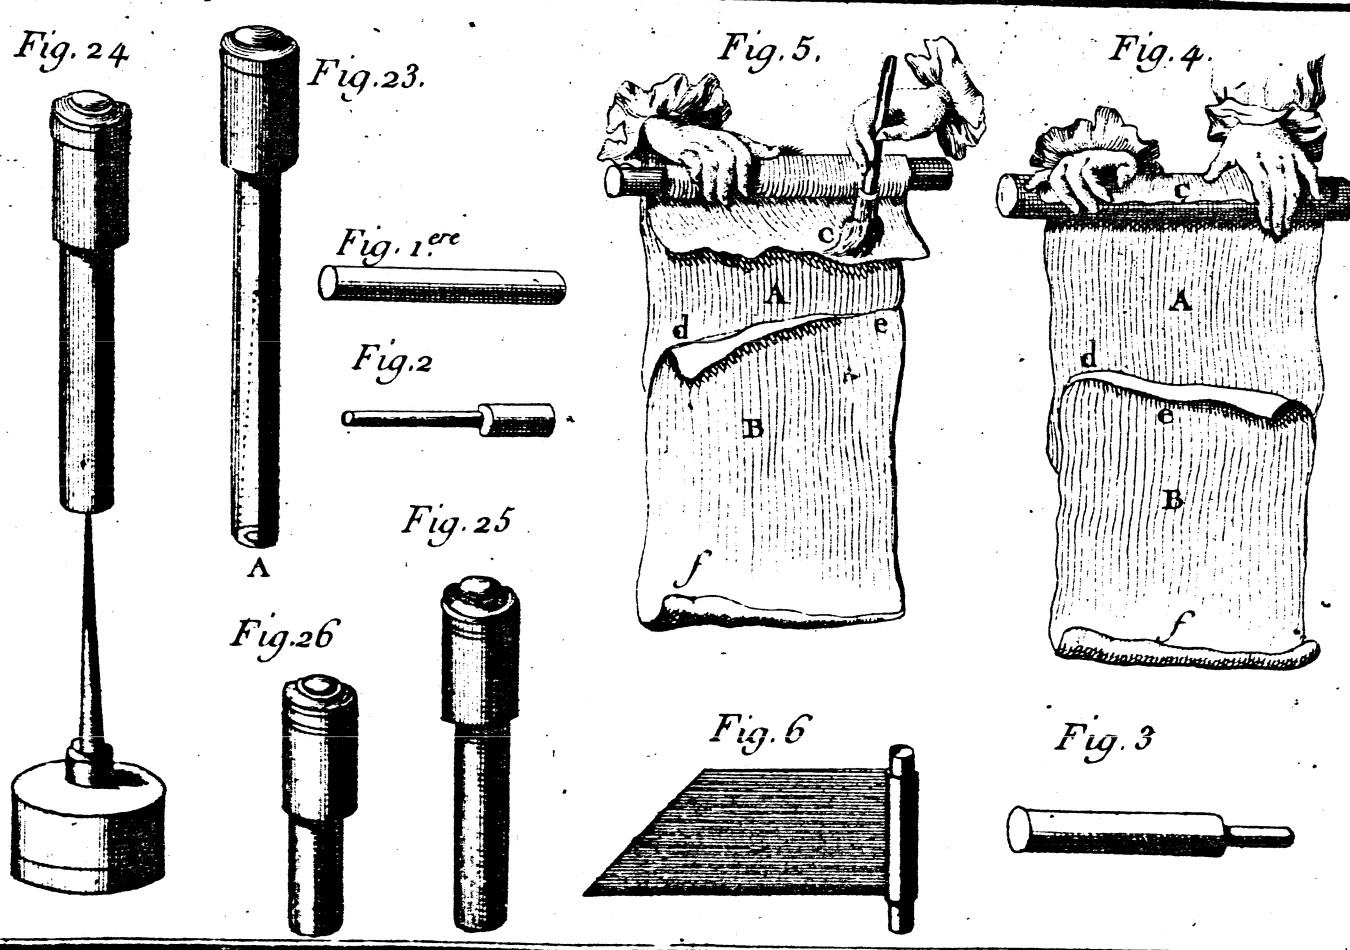 Fig. 24
Fig. 23.
Fig. 5.
Fig. 4.
c
c
Fig. 1.ere
A
A
d
e
Fig. 2
d
e
B
B
Fig. 25
A
f
Fig. 26
f
Fig. 6
Fig. 3